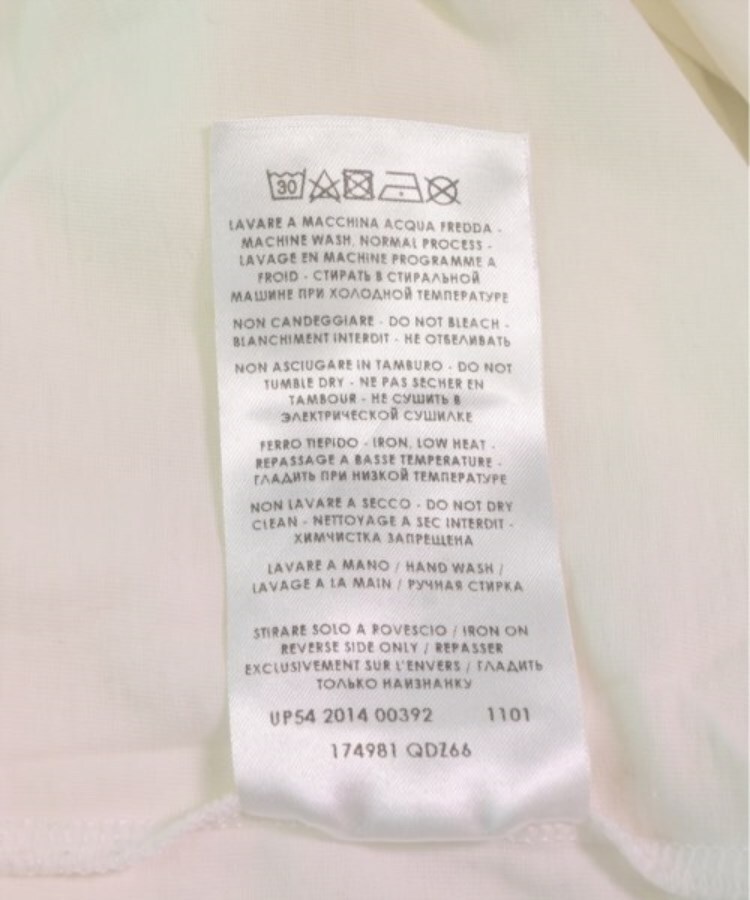 30
LAVARE A MACCHINA ACQUA FREDDA -
MACHINE WASH, NORMAL PROCESS -
LAVAGE EN MACHINE PROGRAMME A
FROID - СТИРАТЬ В СТИРАЛЬНОЙ
МАШИНЕ ПРИ ХОЛОДНОЙ ТЕМПЕРАТУРЕ
NON CANDEGGIARE - DO NOT BLEACH -
BLANCHIMENT INTERDIT - НЕ ОТБЕЛИВАТЬ
NON ASCIUGARE IN TAMBURO - DO NOT
TUMBLE DRY - NE PAS SECHER EN
TAMBOUR - НЕ СУШИТЬ В
ЭЛЕКТРИЧЕСКОЙ СУШИЛКЕ
FERRO TIEPIDO - IRON, LOW HEAT -
REPASSAGE A BASSE TEMPERATURE -
ГЛАДИТЬ ПРИ НИЗКОЙ ТЕМПЕРАТУРЕ
NON LAVARE A SECCO - DO NOT DRY
CLEAN - NETTOYAGE A SEC INTERDIT -
ХИМЧИСТКА ЗАПРЕЩЕНА
LAVARE A MANO / HAND WASH /
LAVAGE A LA MAIN / РУЧНАЯ СТИРКА
STIRARE SOLO A ROVESCIO / IRON ON
REVERSE SIDE ONLY / REPASSER
EXCLUSIVEMENT SUR L'ENVERS / ГЛАДИТЬ
ТОЛЬКО НАИЗНАНКУ
UP54 2014 00392 1101
174981 QDZ66